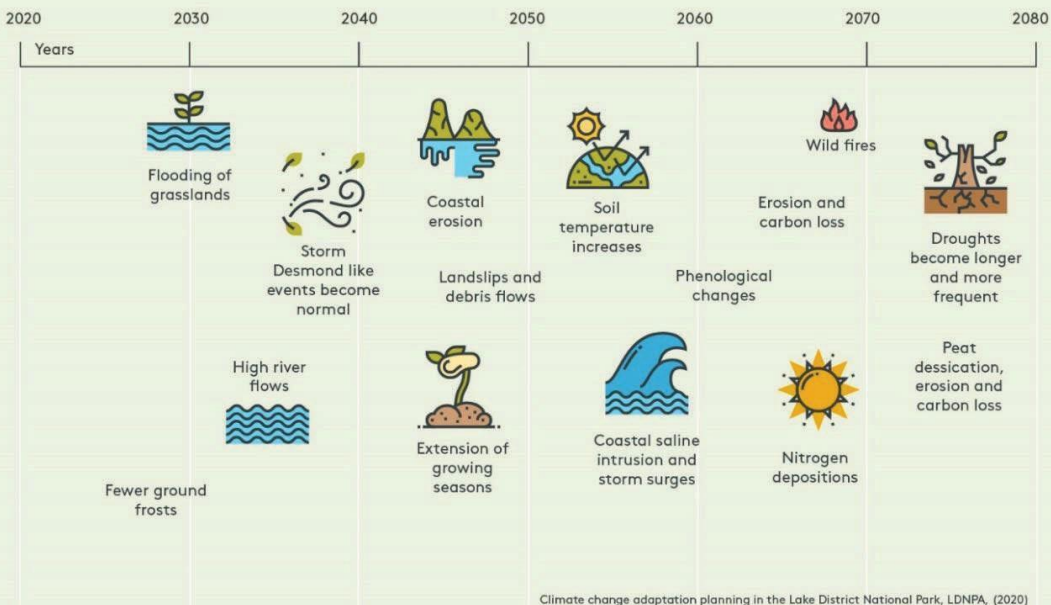 2020 2030 2040 2050 2060 2070 2080
Years
Flooding of
grasslands
Storm
Desmond like
events become
normal
Coastal
erosion
Soil
temperature
increases
Wild fires
Erosion and
carbon loss
Droughts
become longer
and more
frequent
Landslips and
debris flows
Phenological
changes
High river
flows
Extension of
growing
seasons
Coastal saline
intrusion and
storm surges
Nitrogen
depositions
Peat
dessication,
erosion and
carbon loss
Fewer ground
frosts
Climate change adaptation planning in the Lake District National Park, LDNPA, (2020)